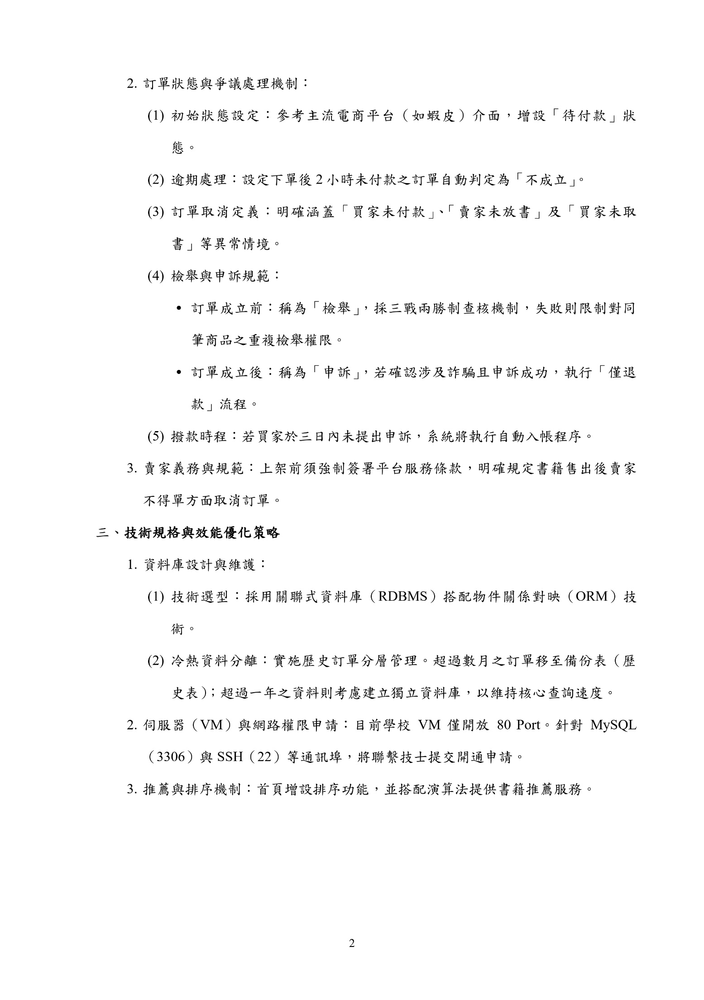 2. 訂單狀態與爭議處理機制：
(1) 初始狀態設定：參考主流電商平台（如蝦皮）介面，增設「待付款」狀
態。
(2) 逾期處理：設定下單後 2 小時未付款之訂單自動判定為「不成立」。
(3) 訂單取消定義：明確涵蓋「買家未付款」、「賣家未放書」及「買家未取
書」等異常情境。
(4) 檢舉與申訴規範：
• 訂單成立前：稱為「檢舉」，採三戰兩勝制查核機制，失敗則限制對同
筆商品之重複檢舉權限。
• 訂單成立後：稱為「申訴」，若確認涉及詐騙且申訴成功，執行「僅退
款」流程。
(5) 撥款時程：若買家於三日內未提出申訴，系統將執行自動入帳程序。
3. 賣家義務與規範：上架前須強制簽署平台服務條款，明確規定書籍售出後賣家
不得單方面取消訂單。
三、技術規格與效能優化策略
1. 資料庫設計與維護：
(1) 技術選型：採用關聯式資料庫（RDBMS）搭配物件關係對映（ORM）技
術。
(2) 冷熱資料分離：實施歷史訂單分層管理。超過數月之訂單移至備份表（歷
史表）；超過一年之資料則考慮建立獨立資料庫，以維持核心查詢速度。
2. 伺服器（VM）與網路權限申請：目前學校 VM 僅開放 80 Port。針對 MySQL
（3306）與 SSH（22）等通訊埠，將聯繫技士提交開通申請。
3. 推薦與排序機制：首頁增設排序功能，並搭配演算法提供書籍推薦服務。
2